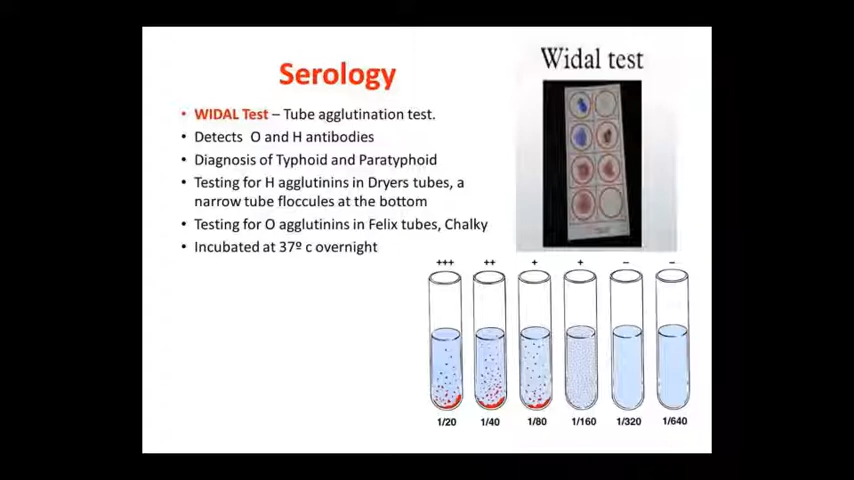 Serology
• WIDAL Test – Tube agglutination test.
• Detects O and H antibodies
• Diagnosis of Typhoid and Paratyphoid
• Testing for H agglutinins in Dryers tubes, a
narrow tube floccules at the bottom
• Testing for O agglutinins in Felix tubes, Chalky
• Incubated at 37º c overnight
Widal test
+++ ++ + + – –
1/20 1/40 1/80 1/160 1/320 1/640